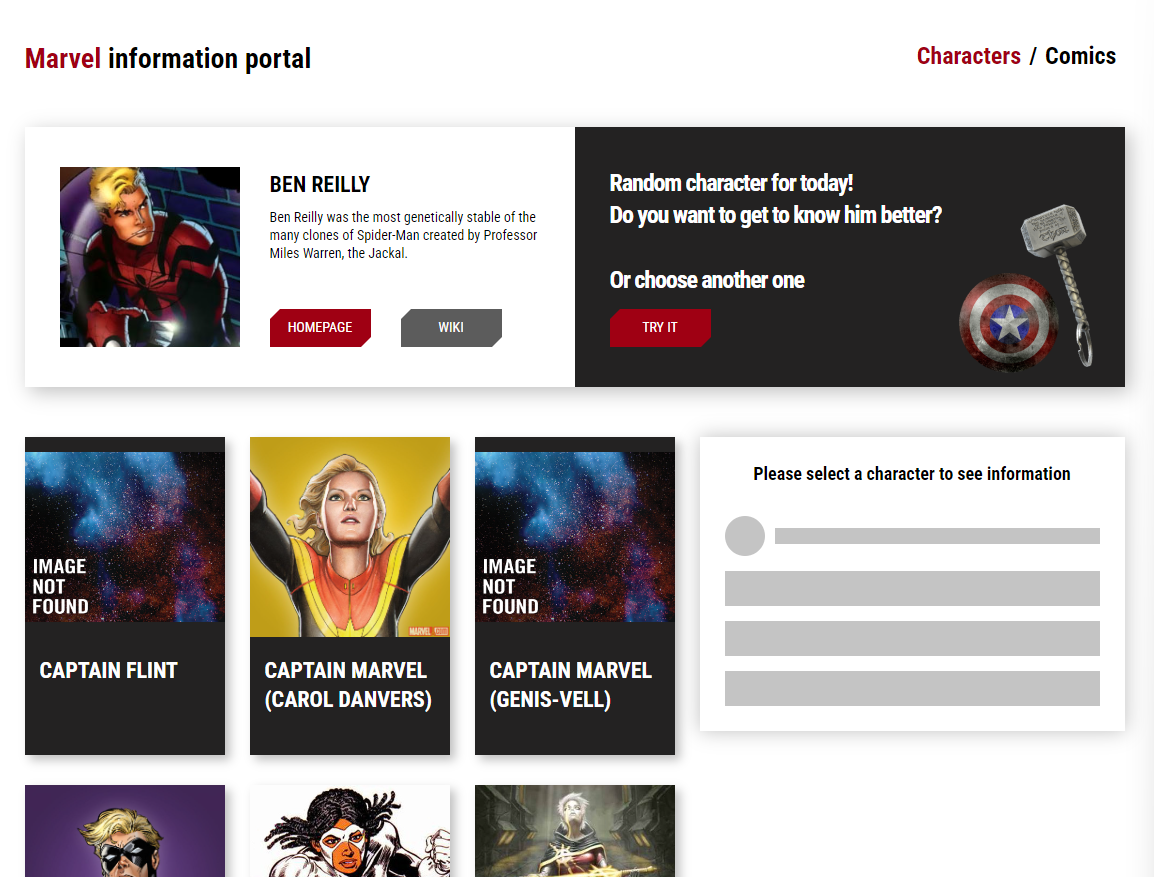 Marvel information portal
Characters / Comics
BEN REILLY
Ben Reilly was the most genetically stable of the
many clones of Spider-Man created by Professor
Miles Warren, the Jackal.
HOMEPAGE
WIKI
Random character for today!
Do you want to get to know him better?
Or choose another one
TRY IT
IMAGE
NOT
FOUND
CAPTAIN FLINT
MARVEL
CAPTAIN MARVEL
(CAROL DANVERS)
IMAGE
NOT
FOUND
CAPTAIN MARVEL
(GENIS-VELL)
Please select a character to see information